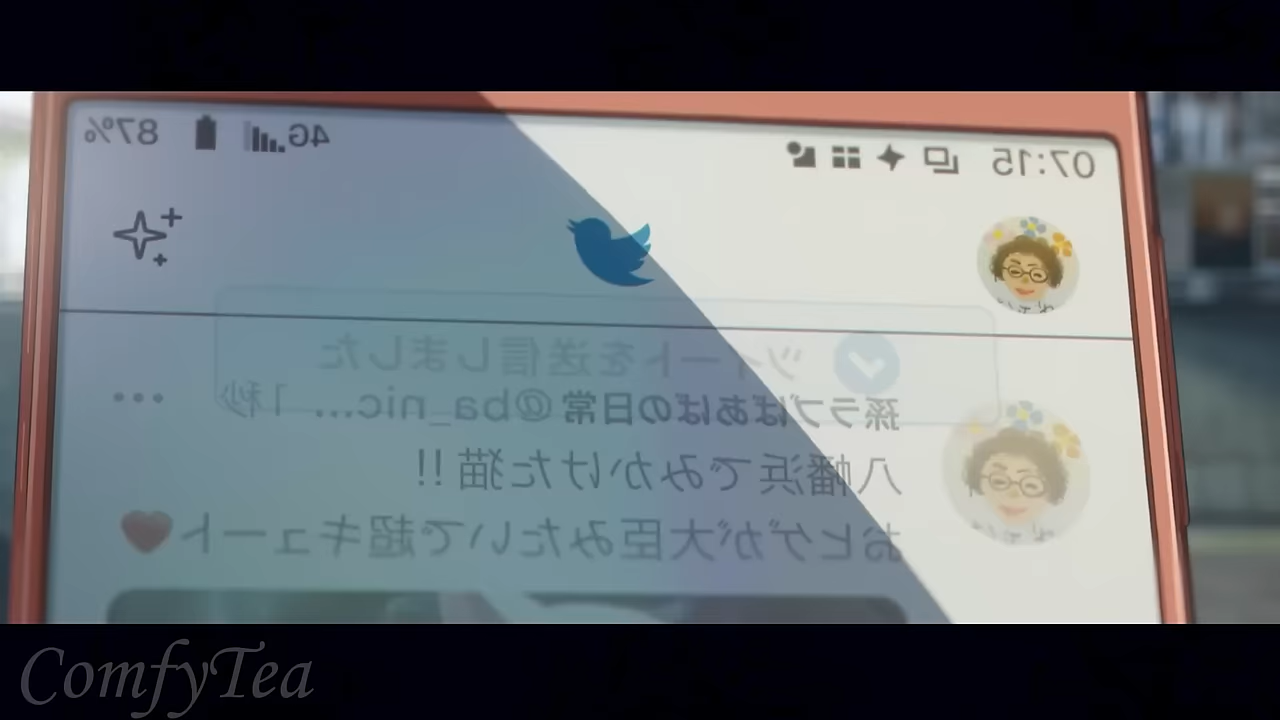 07:15 4G 87%
ツイートを送信しました
孫ラブばあばの日常@ba_nic... 1秒
八幡浜でみかけたた猫!!
おヒゲが大臣みたいで超キュート
ComfyTea